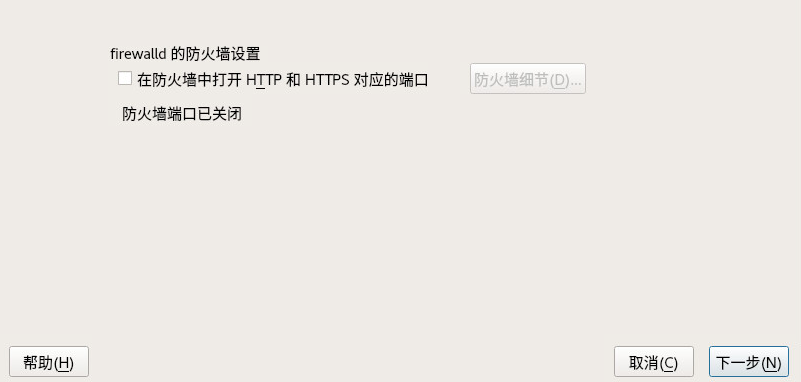 firewalld 的防火墙设置
在防火墙中打开 HTTP 和 HTTPS 对应的端口
防火墙细节(D)...
防火墙端口已关闭
帮助(H)
取消(C)
下一步(N)